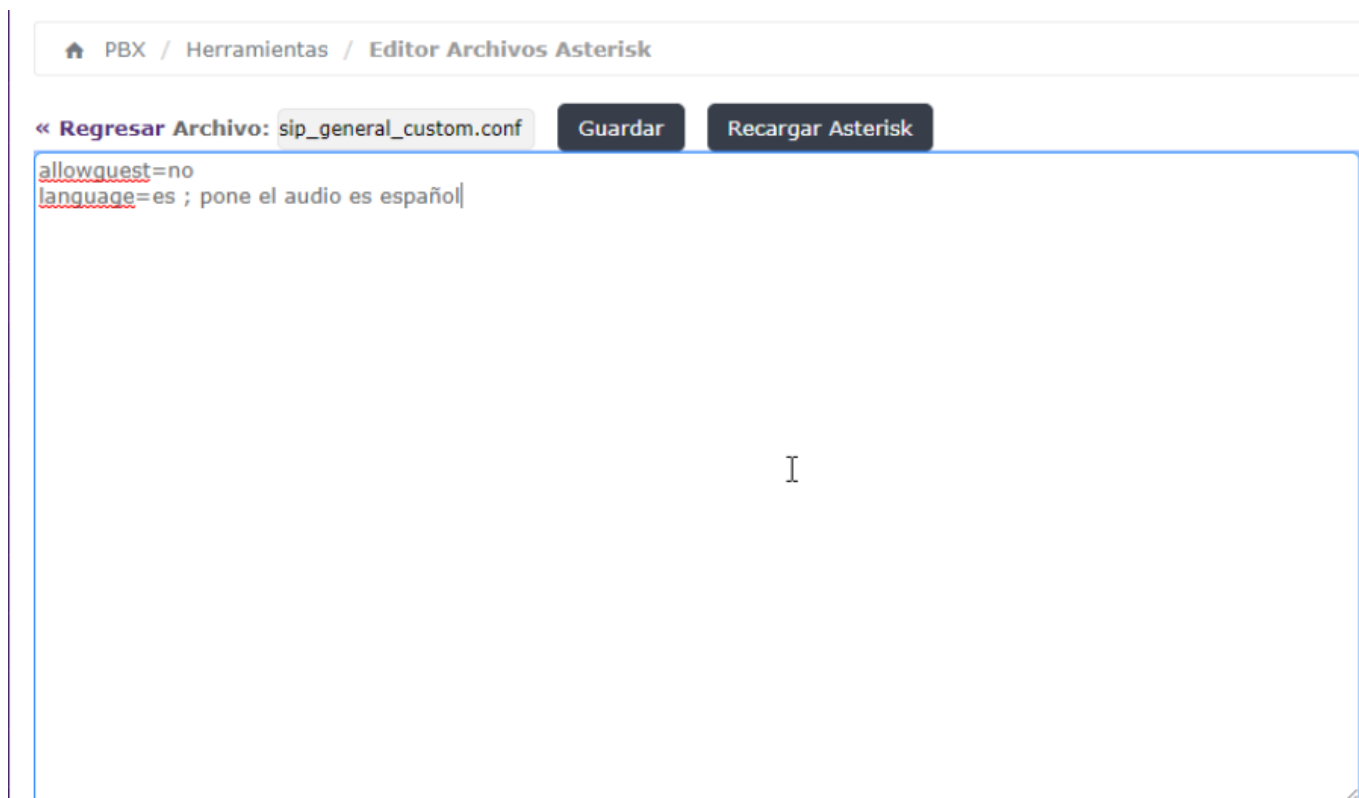 PBX / Herramientas / Editor Archivos Asterisk
« Regresar Archivo: sip_general_custom.conf Guardar Recargar Asterisk
allowguest=no
language=es ; pone el audio es español